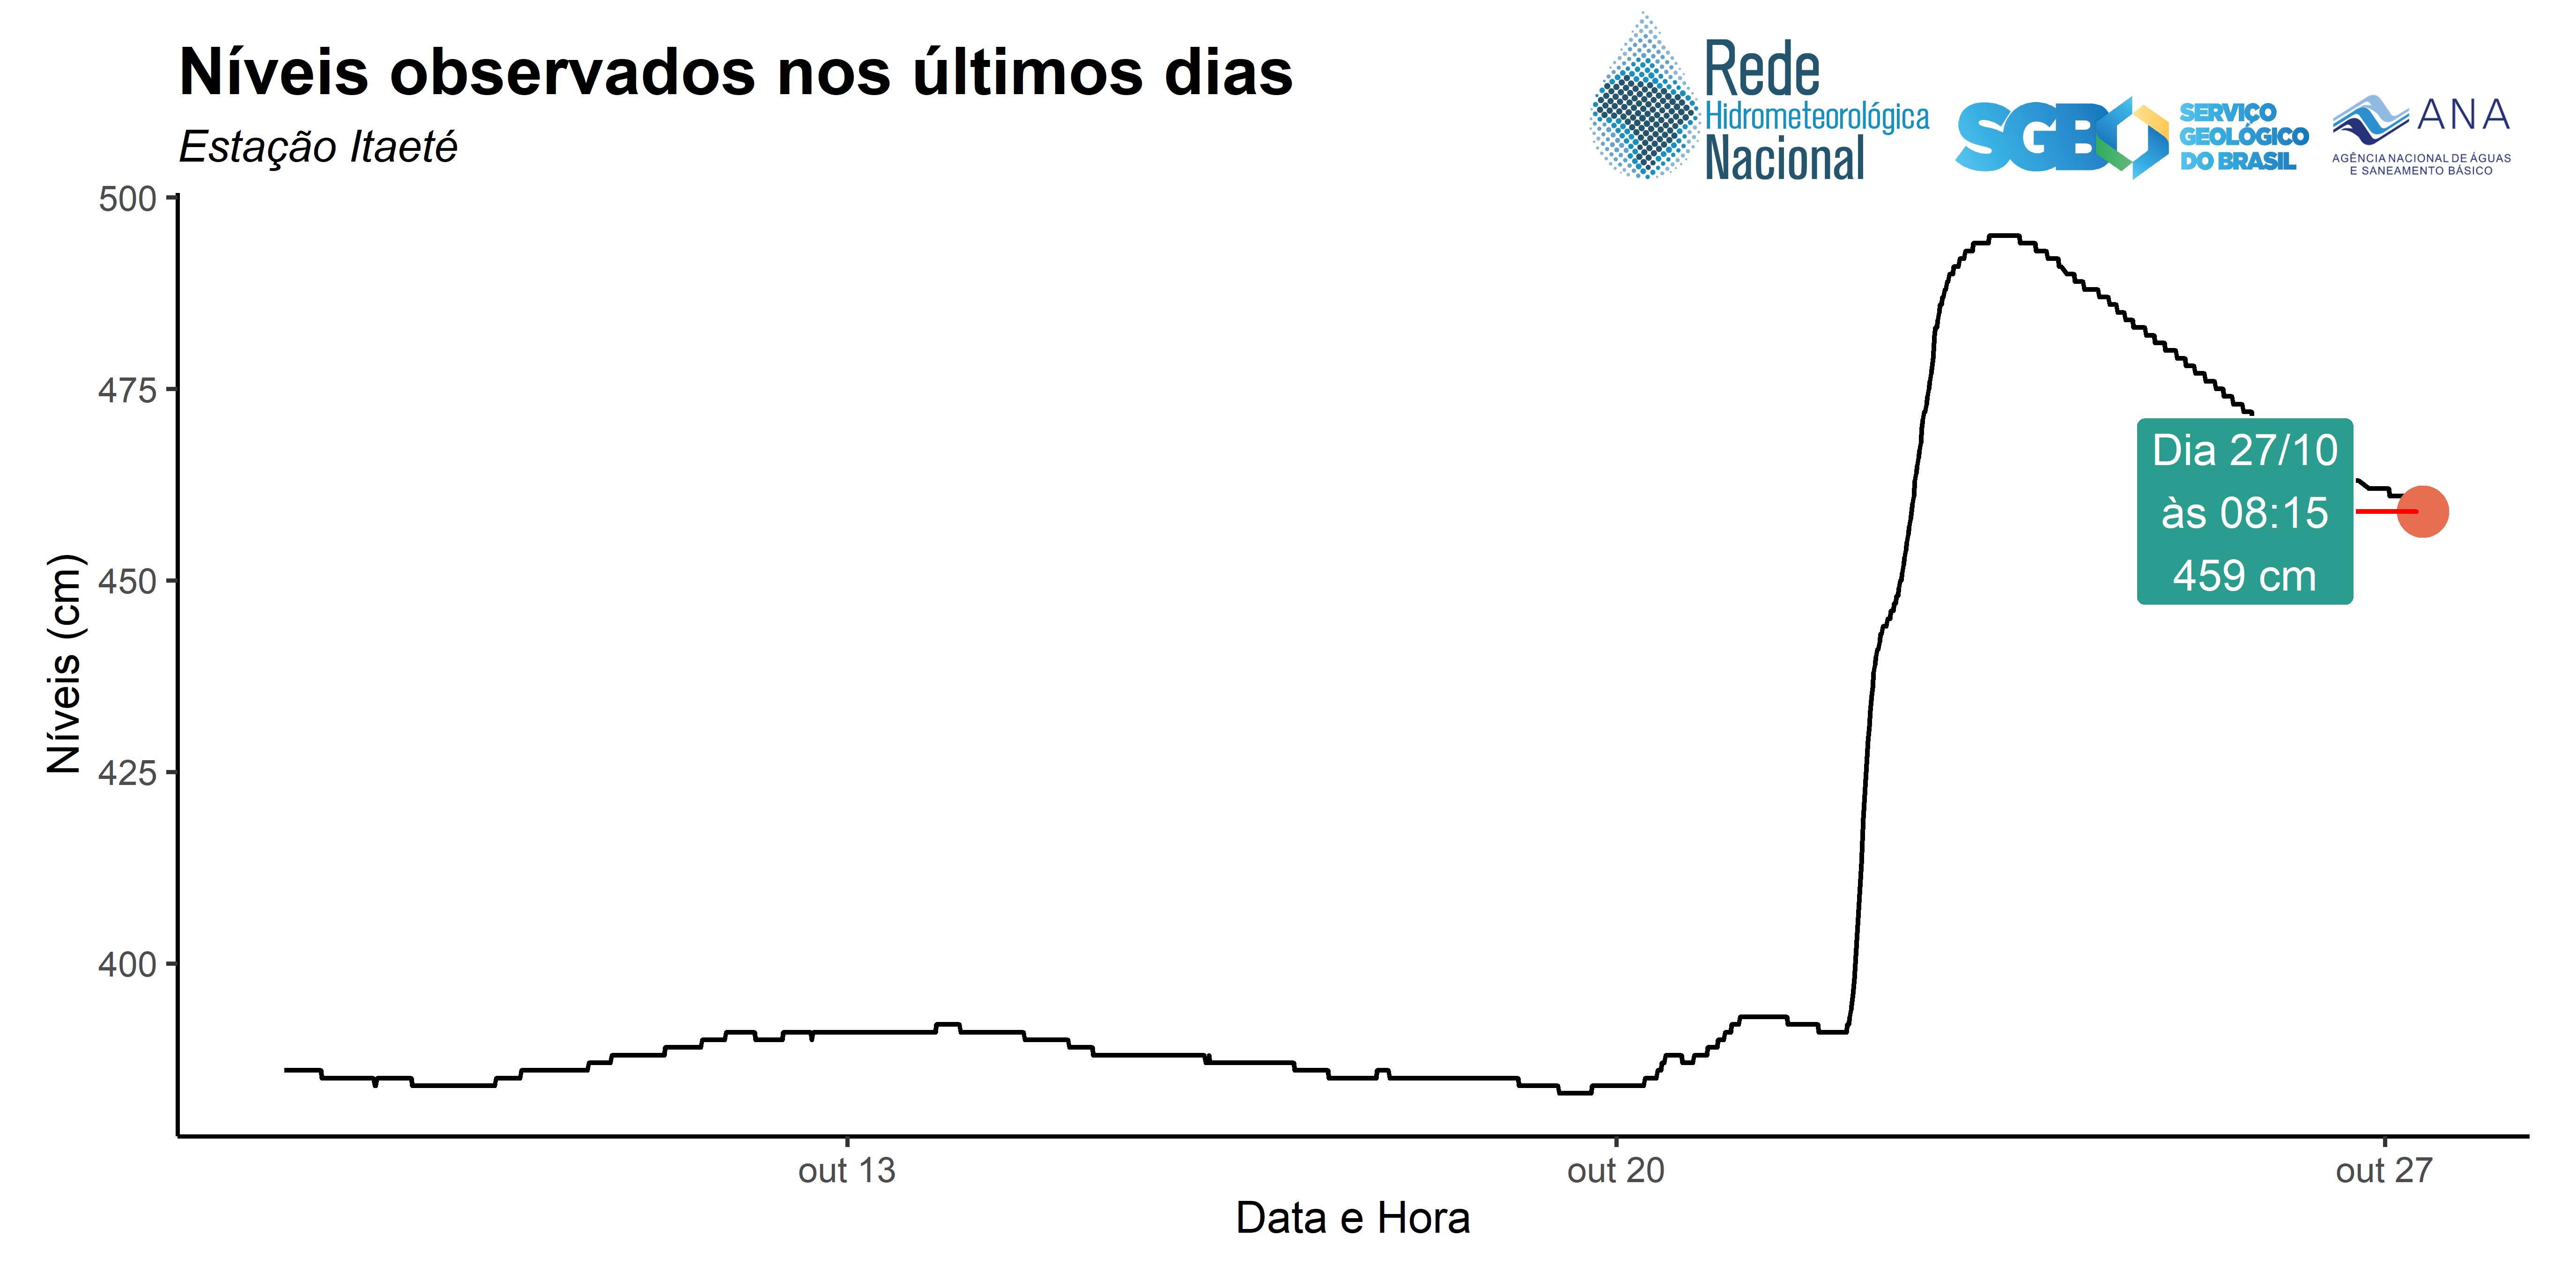 Níveis observados nos últimos dias
Estação Itaeté
Rede
Hidrometeorológica
Nacional
SGB
SERVIÇO
GEOLÓGICO
DO BRASIL
ANA
AGÊNCIA NACIONAL DE ÁGUAS
E SANEAMENTO BÁSICO
500
475
450
425
400
Níveis (cm)
Dia 27/10
às 08:15
459 cm
out 13
out 20
out 27
Data e Hora